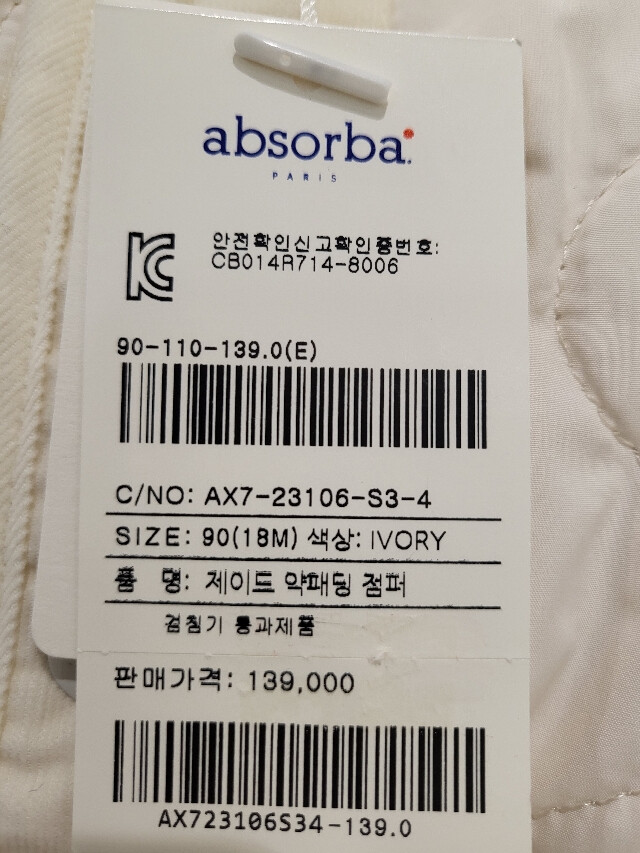 absorba.
PARIS
안전확인신고확인증번호:
CB014R714-8006
90-110-139.0(E)
C/NO: AX7-23106-S3-4
SIZE: 90(18M) 색상: IVORY
품 명: 제이드 약패딩 점퍼
검침기 통과제품
판매가격: 139,000
AX723106S34-139.0